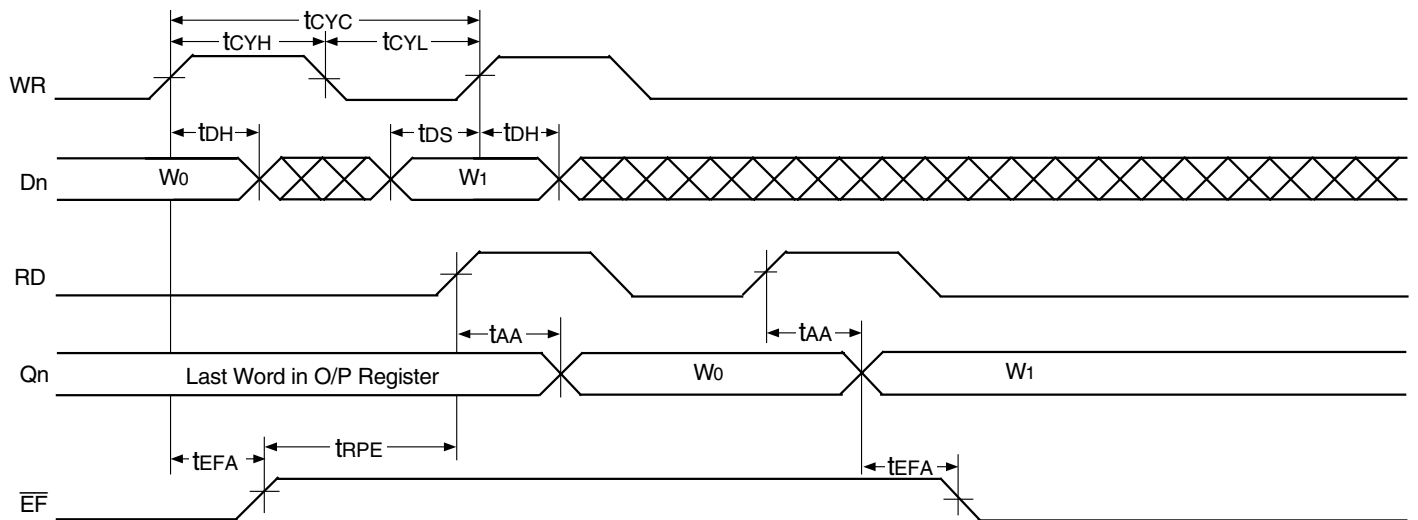 tCYC
tCYH tCYL
WR
tDH tDS tDH
Dn W0 W1
RD
tAA tAA
Qn Last Word in O/P Register W0 W1
tEFA tRPE tEFA
E̅F̅